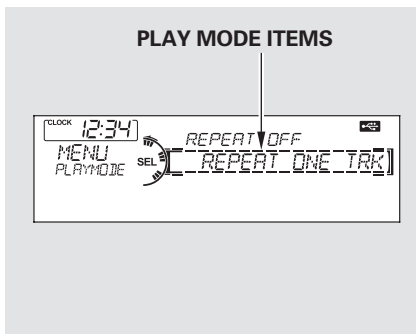 PLAY MODE ITEMS
CLOCK 12:34
REPEAT OFF
MENU
SEL
REPEAT ONE TRK
PLAYMODE